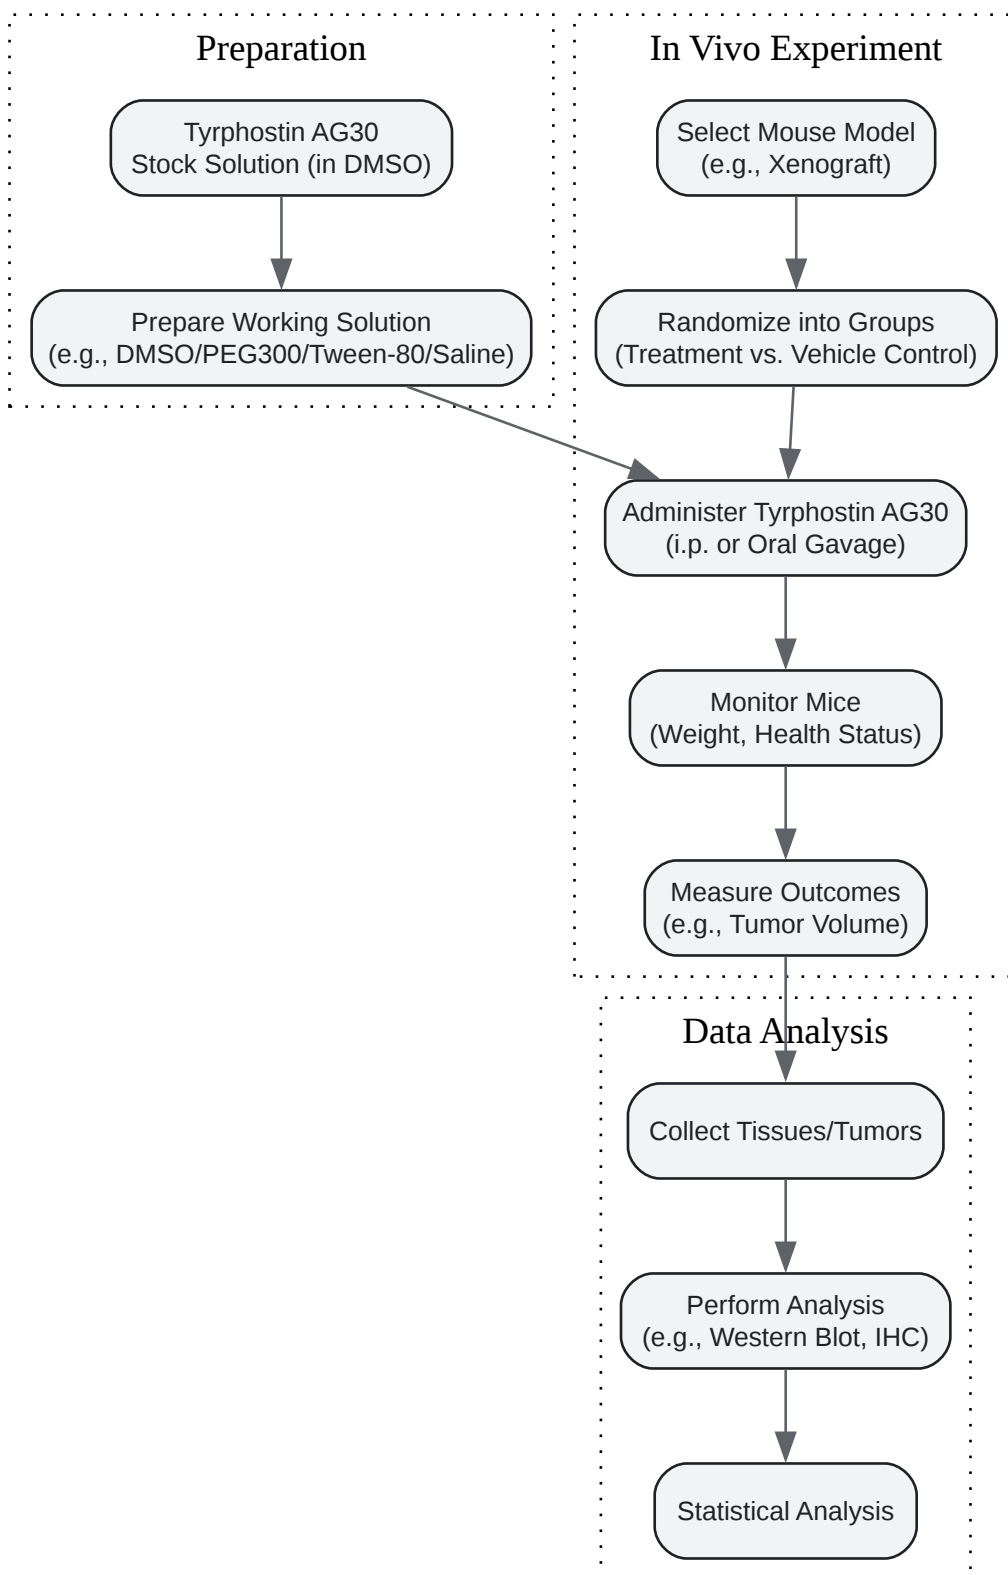 Preparation
Tyrphostin AG30
Stock Solution (in DMSO)
Prepare Working Solution
(e.g., DMSO/PEG300/Tween-80/Saline)
In Vivo Experiment
Select Mouse Model
(e.g., Xenograft)
Randomize into Groups
(Treatment vs. Vehicle Control)
Administer Tyrphostin AG30
(i.p. or Oral Gavage)
Monitor Mice
(Weight, Health Status)
Measure Outcomes
(e.g., Tumor Volume)
Data Analysis
Collect Tissues/Tumors
Perform Analysis
(e.g., Western Blot, IHC)
Statistical Analysis